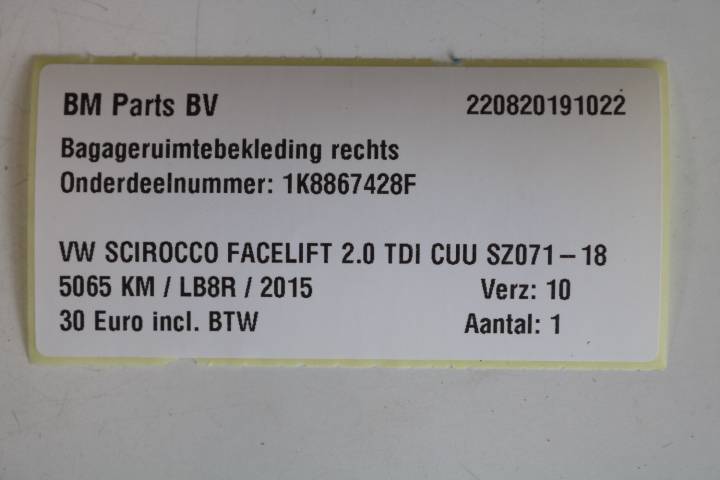 BM Parts BV 220820191022
Bagageruimtebekleding rechts
Onderdeelnummer: 1K8867428F
VW SCIROCCO FACELIFT 2.0 TDI CUU SZ071-18
5065 KM / LB8R / 2015 Verz: 10
30 Euro incl. BTW Aantal: 1